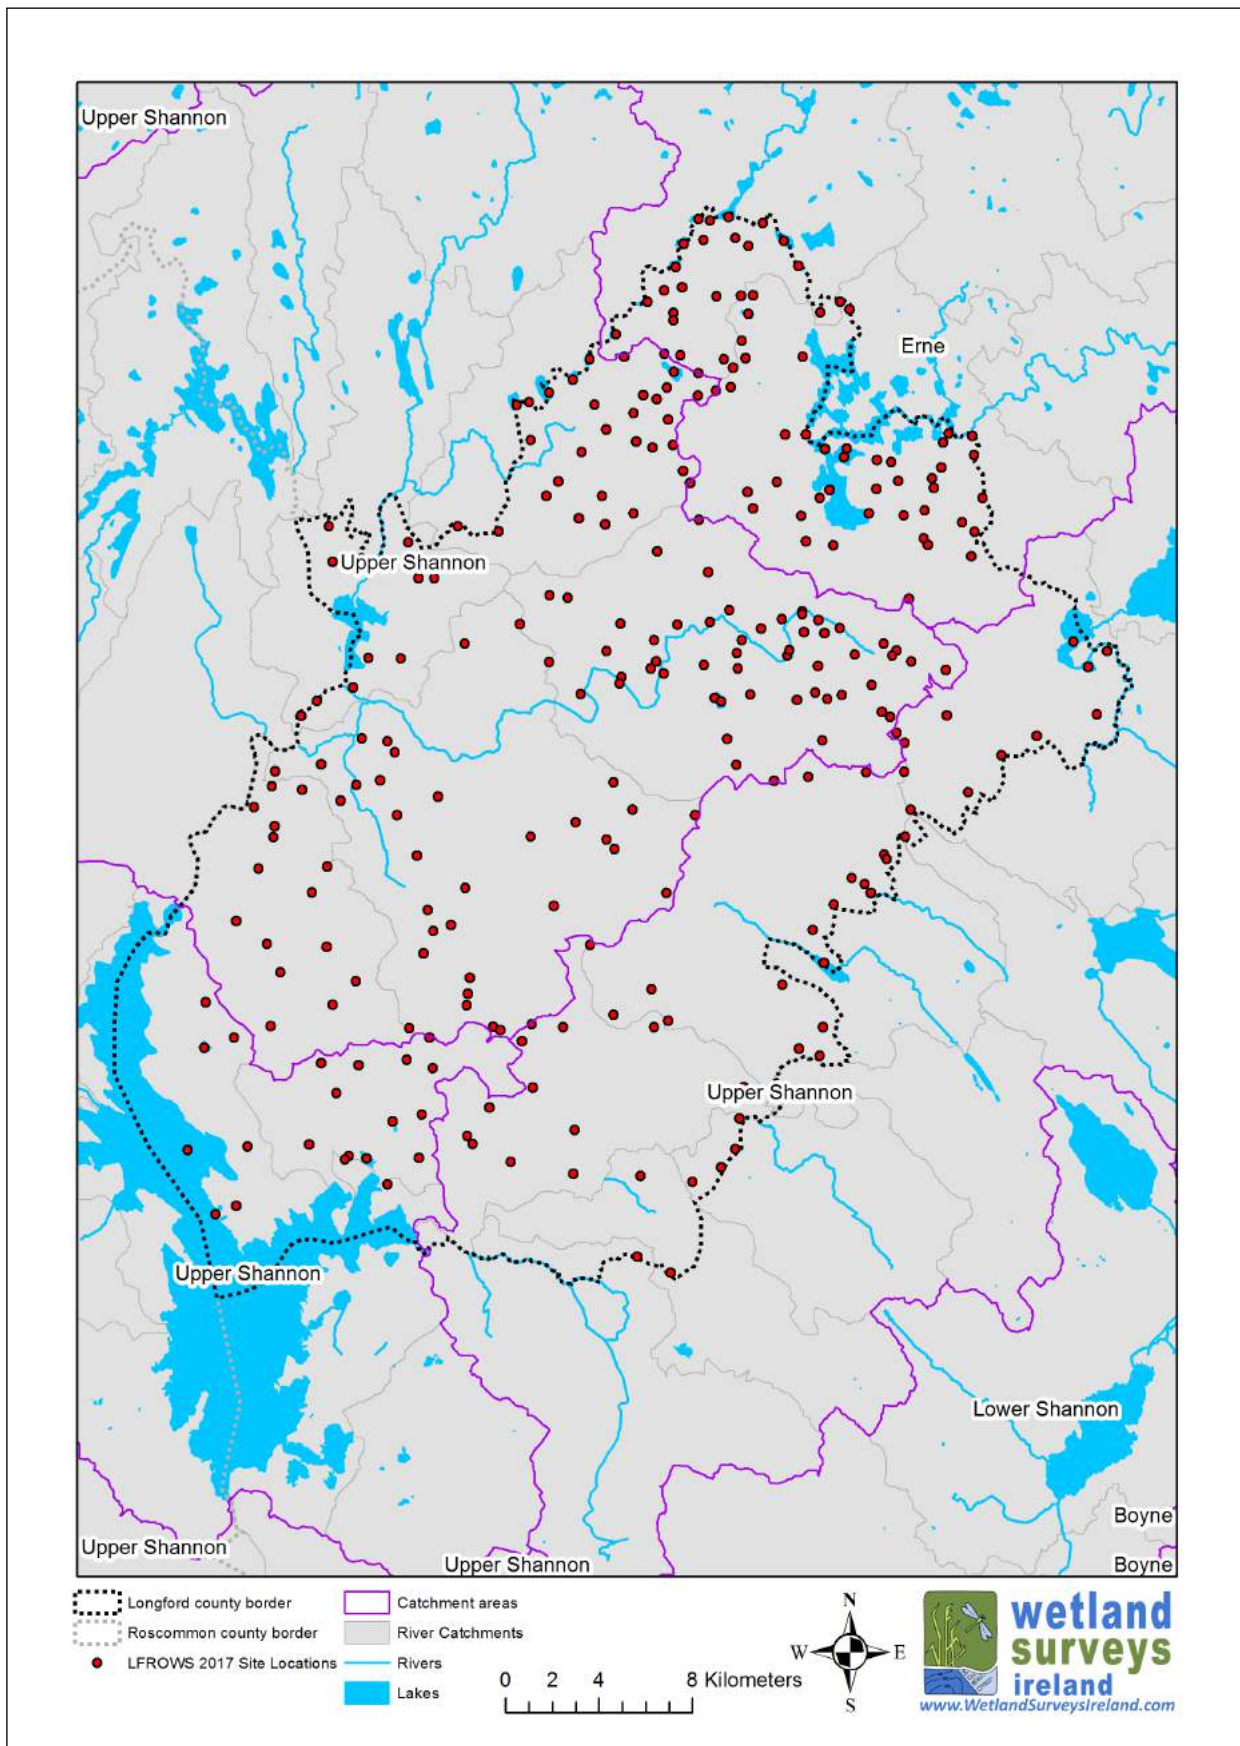 Upper Shannon
Erne
Upper Shannon
Upper Shannon
Upper Shannon
Lower Shannon
Boyne
Upper Shannon
Upper Shannon
Boyne
Longford county border
Roscommon county border
LFROWS 2017 Site Locations
Catchment areas
River Catchments
Rivers
Lakes
0 2 4 8 Kilometers
N
W E
S
wetland
surveys
ireland
www.WetlandSurveysIreland.com